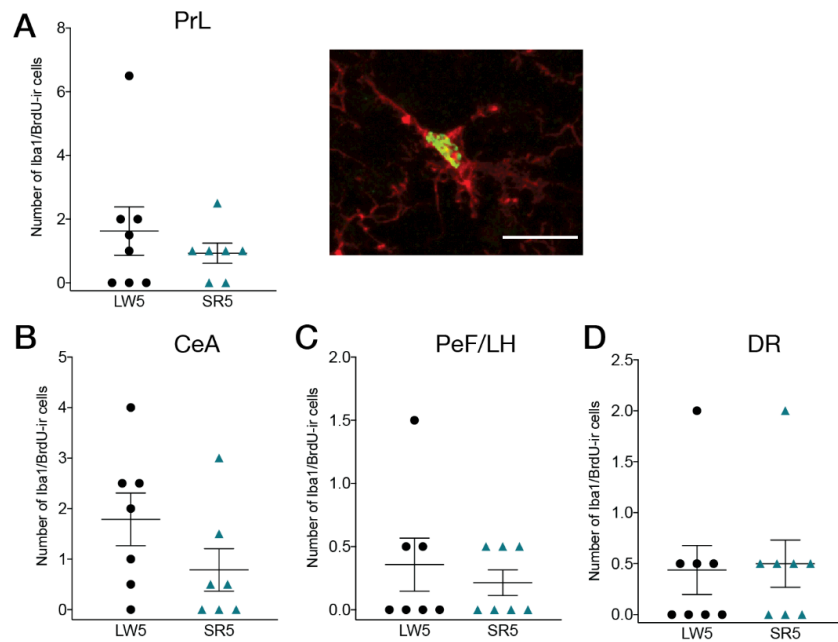 A
PrL
Number of Iba1/BrdU-ir cells
8
6
4
2
0
LW5
SR5
B
CeA
Number of Iba1/BrdU-ir cells
5
4
3
2
1
0
LW5
SR5
C
PeF/LH
Number of Iba1/BrdU-ir cells
2.0
1.5
1.0
0.5
0.0
LW5
SR5
D
DR
Number of Iba1/BrdU-ir cells
2.5
2.0
1.5
1.0
0.5
0.0
LW5
SR5